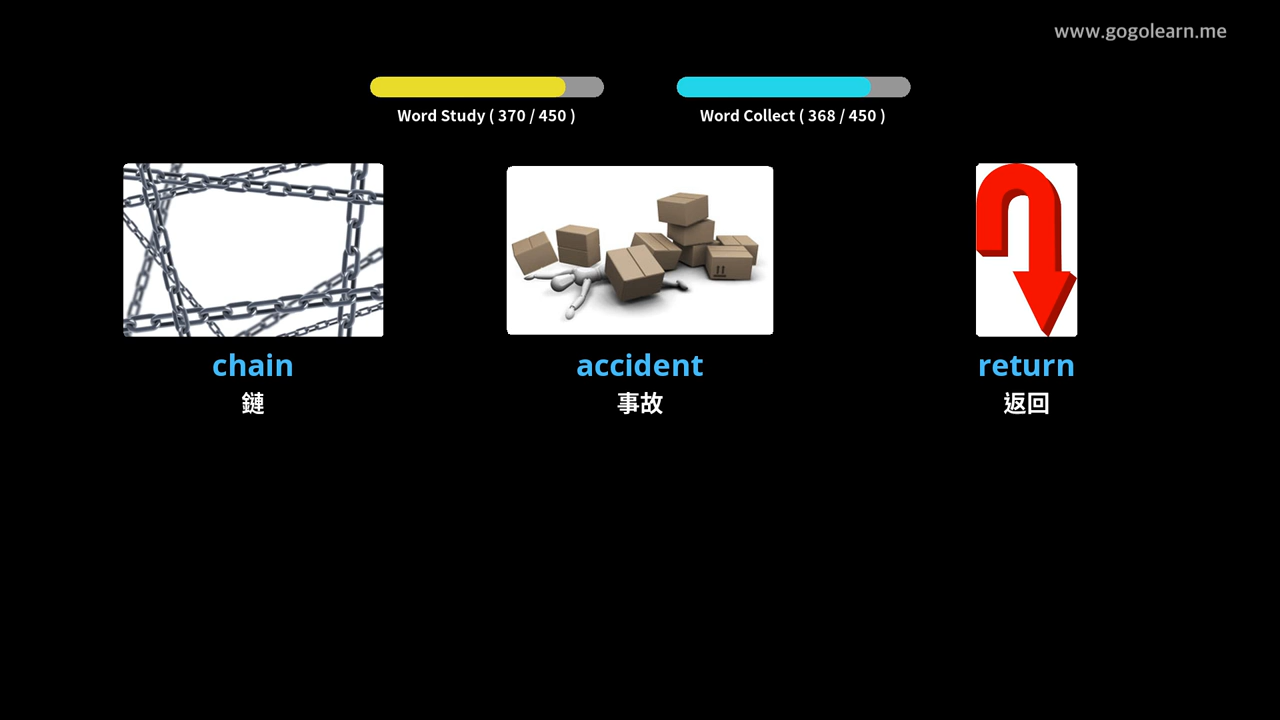 www.gogolearn.me
Word Study ( 370 / 450 )
Word Collect ( 368 / 450 )
chain
鏈
accident
事故
return
返回